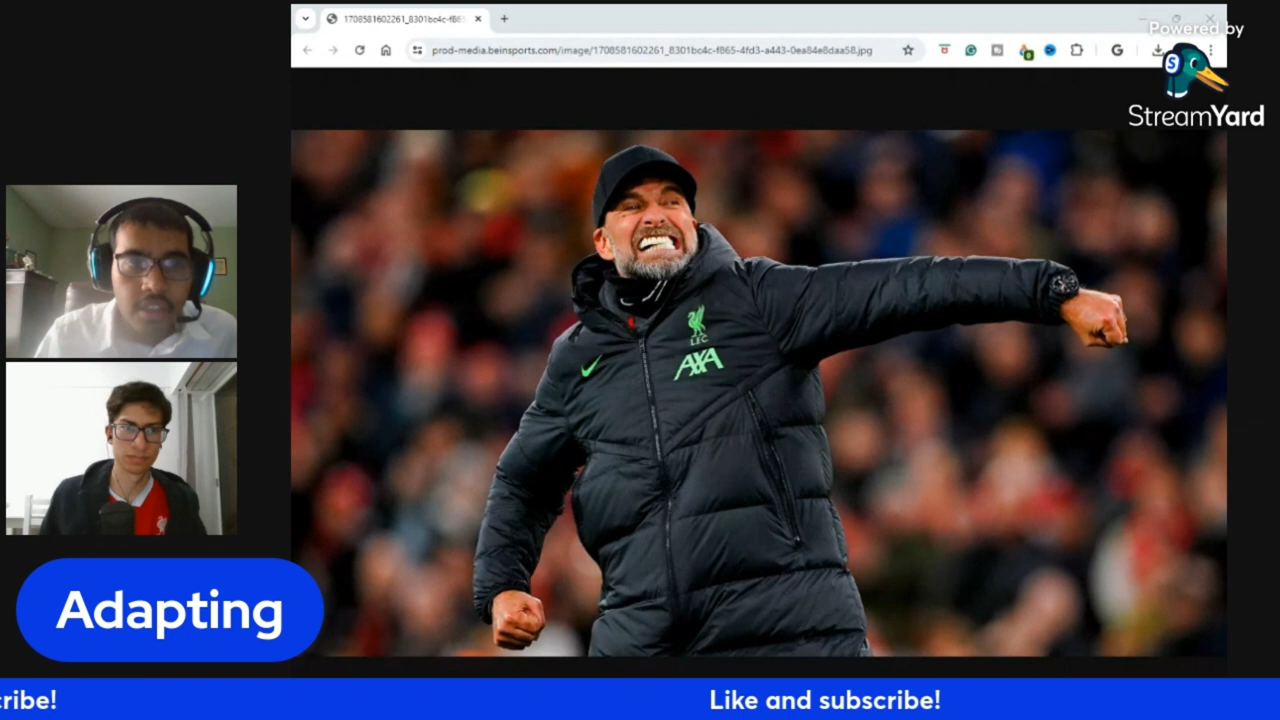 1708581602261_8301bc4c-f865
prod-media.beinsports.com/image/1708581602261_8301bc4c-f865-4fd3-a443-0ea84e8daa58.jpg
Powered by
S
StreamYard
LFC
AXA
Adapting
cribe!
Like and subscribe!